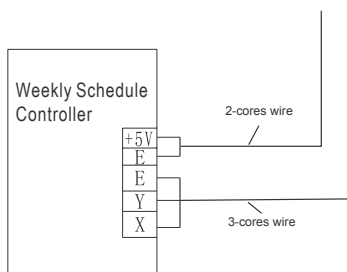 Weekly Schedule
Controller
2-cores wire
+5V
E
E
Y
X
3-cores wire